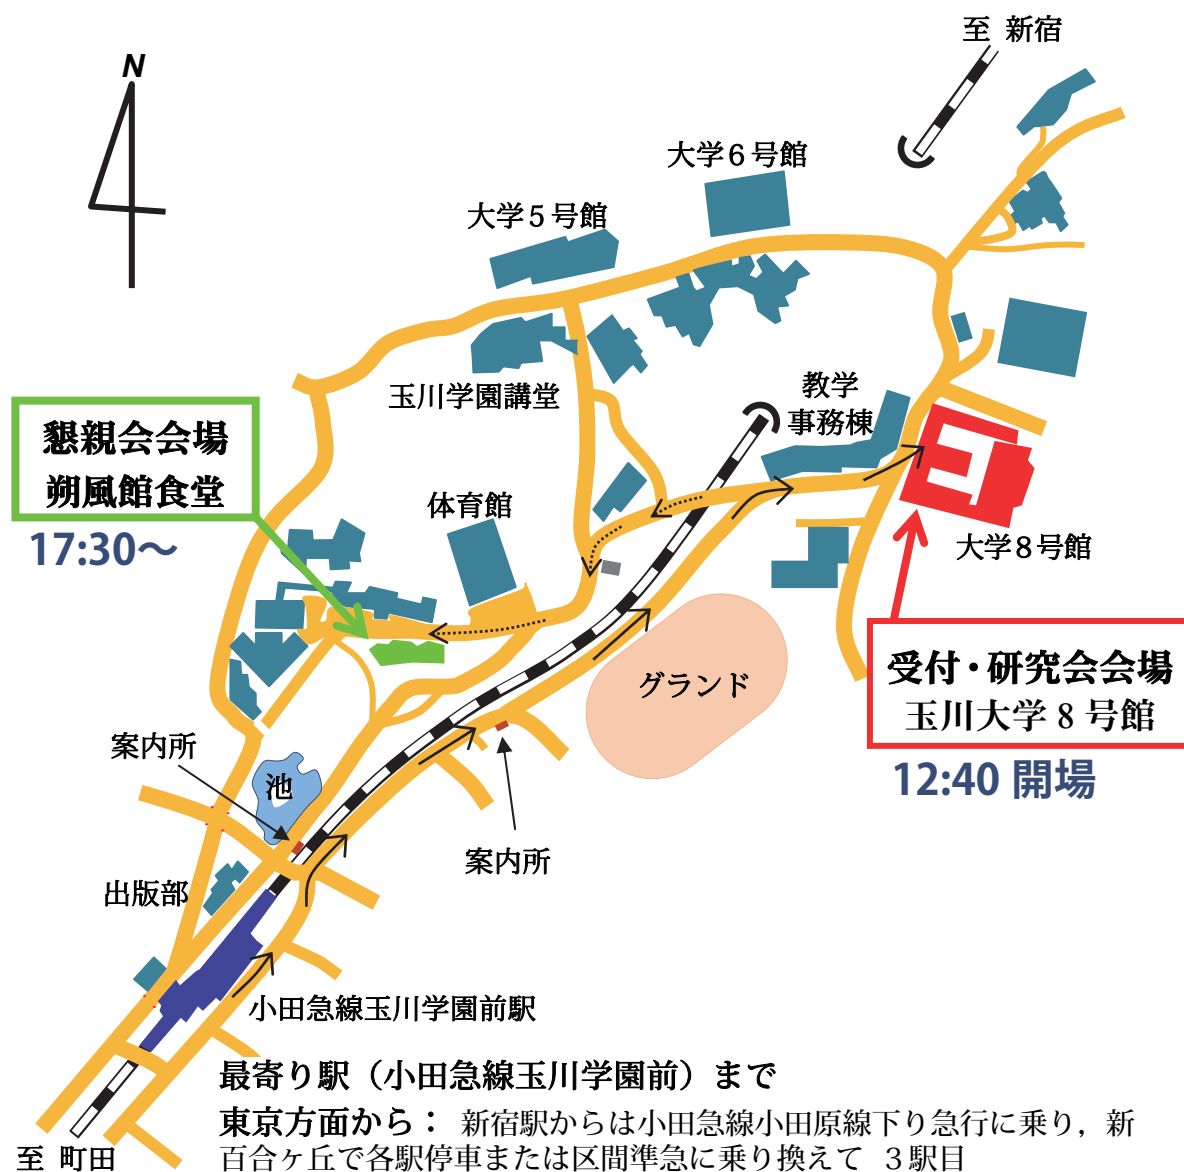 至 新宿
N
大学６号館
大学５号館
玉川学園講堂
教学
事務棟
懇親会会場
朔風館食堂
17:30～
体育館
大学８号館
グランド
受付・研究会会場
玉川大学 8 号館
12:40 開場
案内所
池
案内所
出版部
小田急線玉川学園前駅
最寄り駅（小田急線玉川学園前）まで
東京方面から： 新宿駅からは小田急線小田原線下り急行に乗り，新
百合ヶ丘で各駅停車または区間準急に乗り換えて ３駅目
至 町田